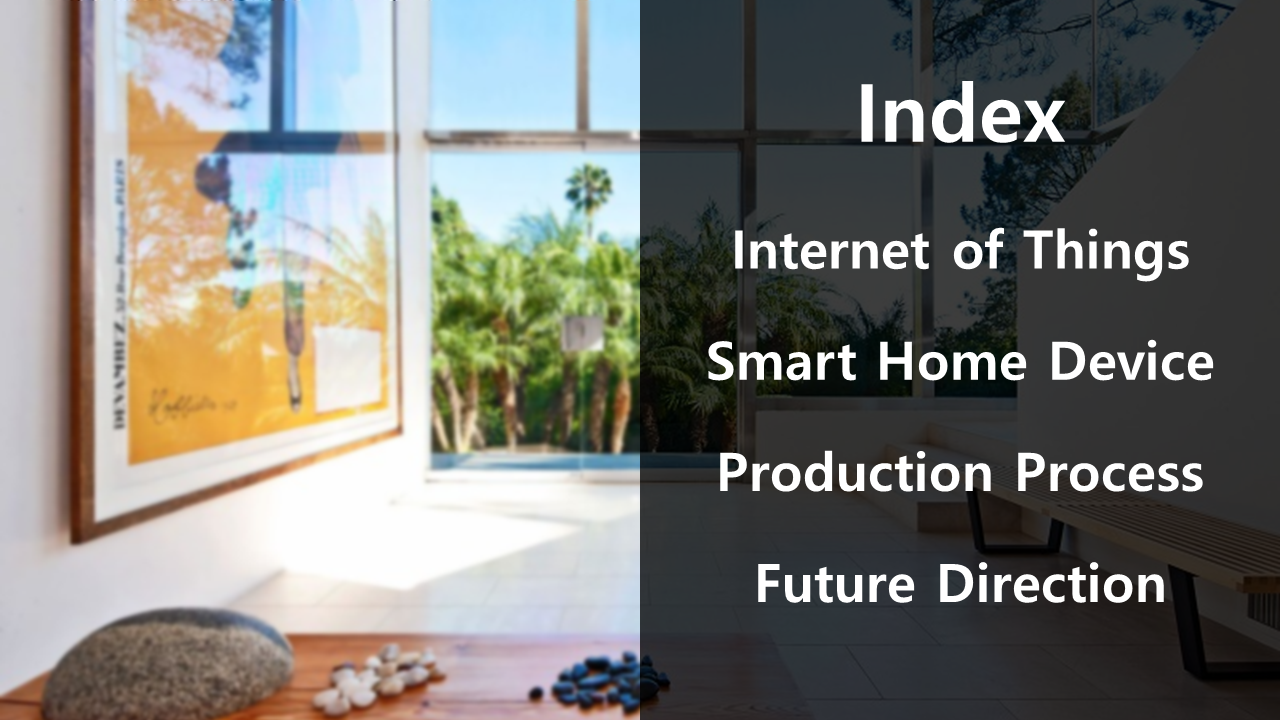 Index
Internet of Things
Smart Home Device
Production Process
Future Direction